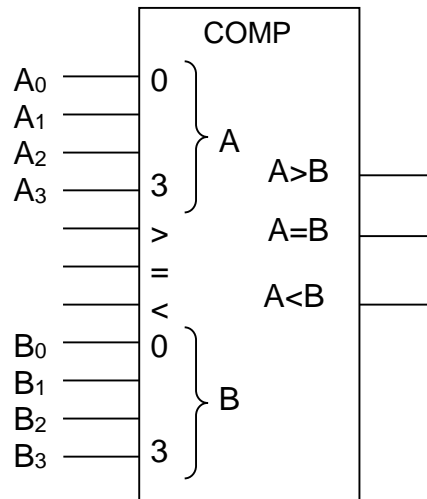 COMP
A0 0
A1
A2 A
A3 3 A>B
> A=B
=
< A<B
B0 0
B1
B2 B
B3 3